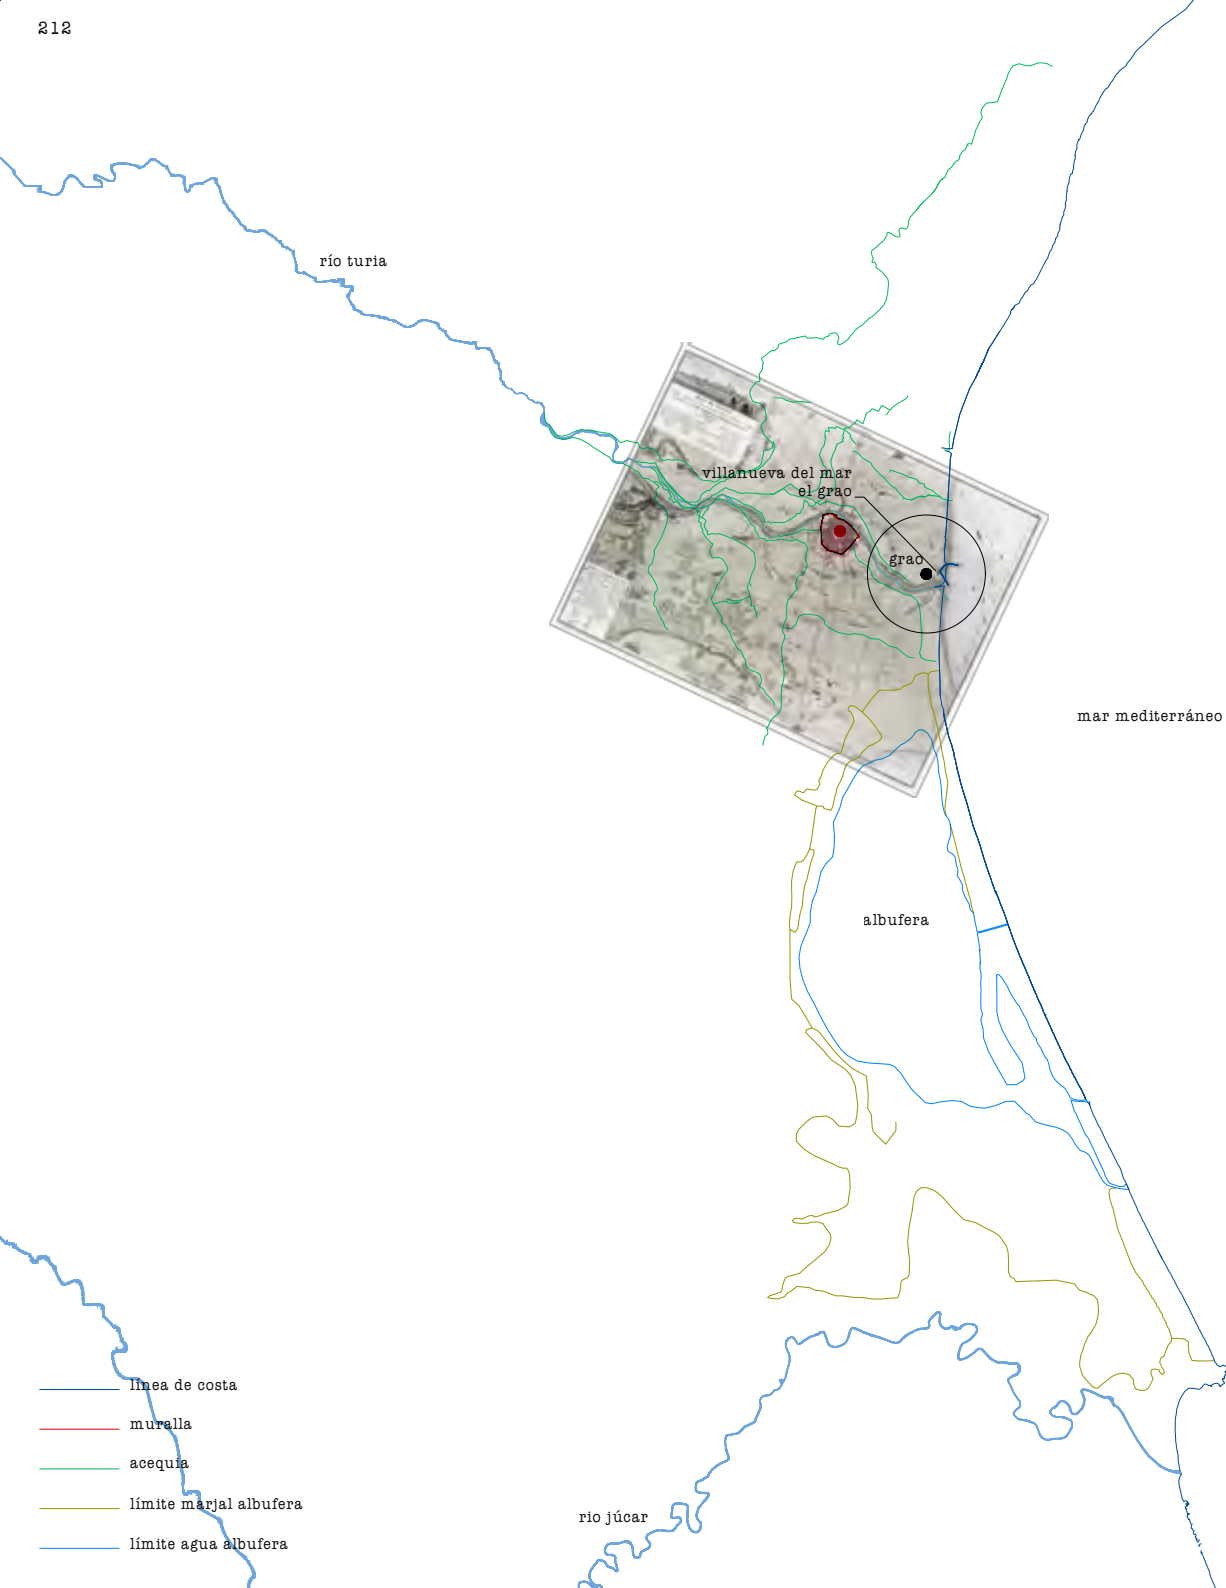 212
río turia
villanueva del mar
el grao
grao
mar mediterráneo
albufera
línea de costa
muralla
acequia
límite marjal albufera
límite agua albufera
rio júcar